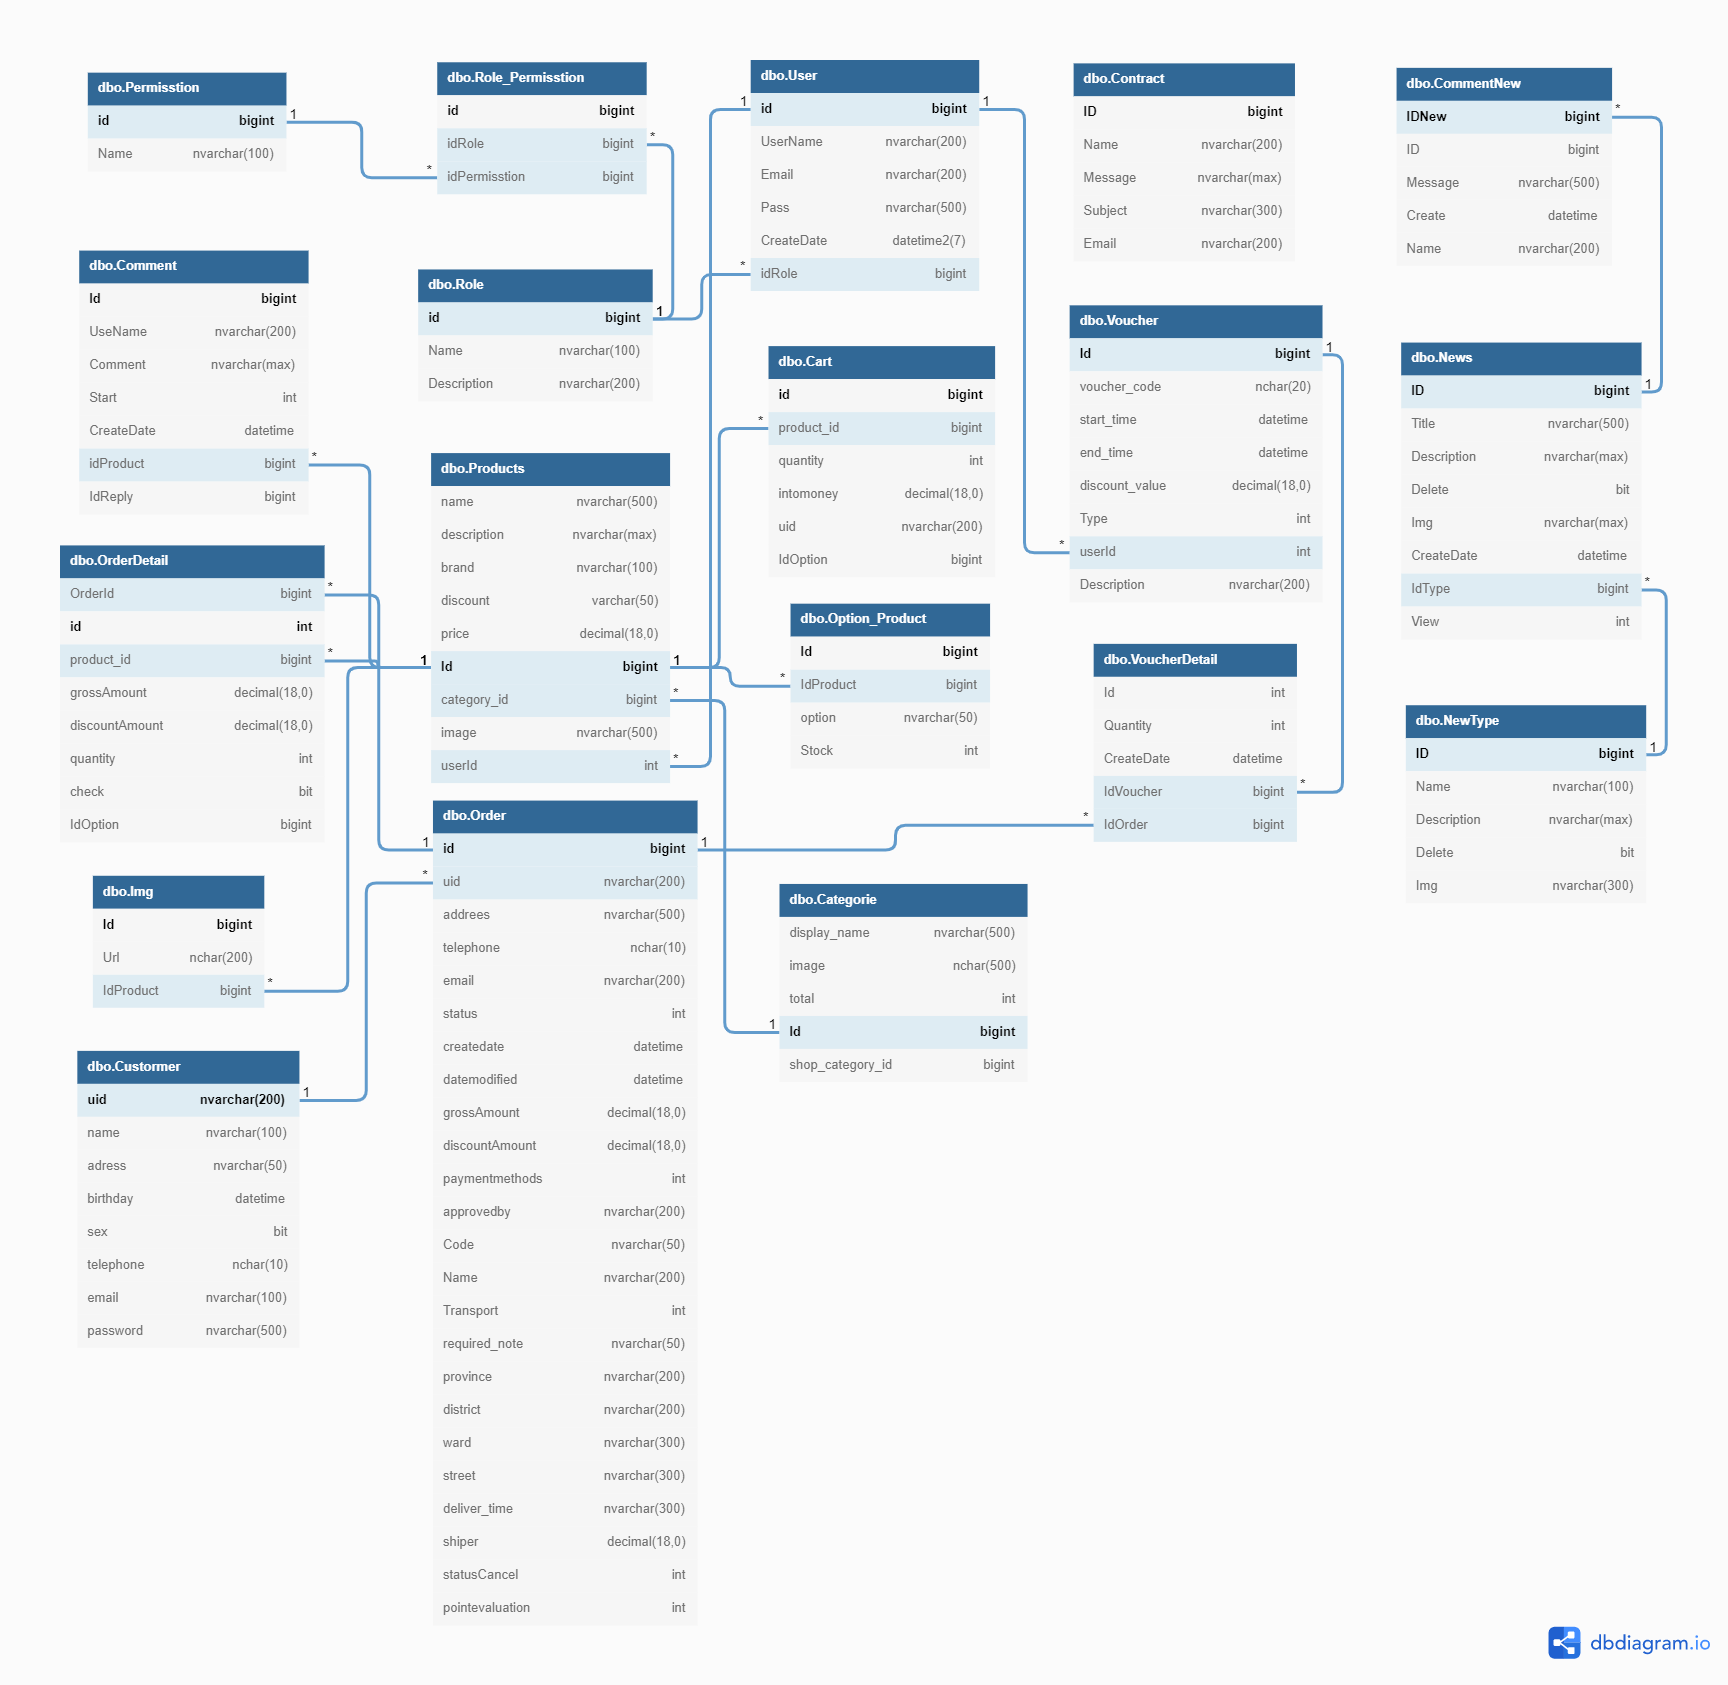 dbo.Permisstion
id bigint
Name nvarchar(100)
1
*
dbo.Role_Permisstion
id bigint
idRole bigint
idPermisstion bigint
*
dbo.User
id bigint
UserName nvarchar(200)
Email nvarchar(200)
Pass nvarchar(500)
CreateDate datetime2(7)
idRole bigint
1
1
*
dbo.Contract
ID bigint
Name nvarchar(200)
Message nvarchar(max)
Subject nvarchar(300)
Email nvarchar(200)
dbo.CommentNew
IDNew bigint
ID bigint
Message nvarchar(500)
Create datetime
Name nvarchar(200)
*
dbo.Comment
Id bigint
UseName nvarchar(200)
Comment nvarchar(max)
Start int
CreateDate datetime
idProduct bigint
IdReply bigint
*
dbo.Role
id bigint
Name nvarchar(100)
Description nvarchar(200)
1
dbo.Cart
id bigint
product_id bigint
quantity int
intomoney decimal(18,0)
uid nvarchar(200)
IdOption bigint
*
dbo.Voucher
Id bigint
voucher_code nchar(20)
start_time datetime
end_time datetime
discount_value decimal(18,0)
Type int
userId int
Description nvarchar(200)
1
*
dbo.News
ID bigint
Title nvarchar(500)
Description nvarchar(max)
Delete bit
Img nvarchar(max)
CreateDate datetime
IdType bigint
View int
1
*
dbo.Products
name nvarchar(500)
description nvarchar(max)
brand nvarchar(100)
discount varchar(50)
price decimal(18,0)
Id bigint
category_id bigint
image nvarchar(500)
userId int
1
1
*
*
dbo.OrderDetail
OrderId bigint
id int
product_id bigint
grossAmount decimal(18,0)
discountAmount decimal(18,0)
quantity int
check bit
IdOption bigint
*
*
dbo.Option_Product
Id bigint
IdProduct bigint
option nvarchar(50)
Stock int
*
dbo.VoucherDetail
Id int
Quantity int
CreateDate datetime
IdVoucher bigint
IdOrder bigint
*
*
dbo.NewType
ID bigint
Name nvarchar(100)
Description nvarchar(max)
Delete bit
Img nvarchar(300)
1
dbo.Order
id bigint
uid nvarchar(200)
addrees nvarchar(500)
telephone nchar(10)
email nvarchar(200)
status int
createdate datetime
datemodified datetime
grossAmount decimal(18,0)
discountAmount decimal(18,0)
paymentmethods int
approvedby nvarchar(200)
Code nvarchar(50)
Name nvarchar(200)
Transport int
required_note nvarchar(50)
province nvarchar(200)
district nvarchar(200)
ward nvarchar(300)
street nvarchar(300)
deliver_time nvarchar(300)
shiper decimal(18,0)
statusCancel int
pointevaluation int
1
1
*
dbo.Img
Id bigint
Url nchar(200)
IdProduct bigint
*
dbo.Categorie
display_name nvarchar(500)
image nchar(500)
total int
Id bigint
shop_category_id bigint
1
dbo.Custormer
uid nvarchar(200)
name nvarchar(100)
adress nvarchar(50)
birthday datetime
sex bit
telephone nchar(10)
email nvarchar(100)
password nvarchar(500)
1
dbdiagram.io